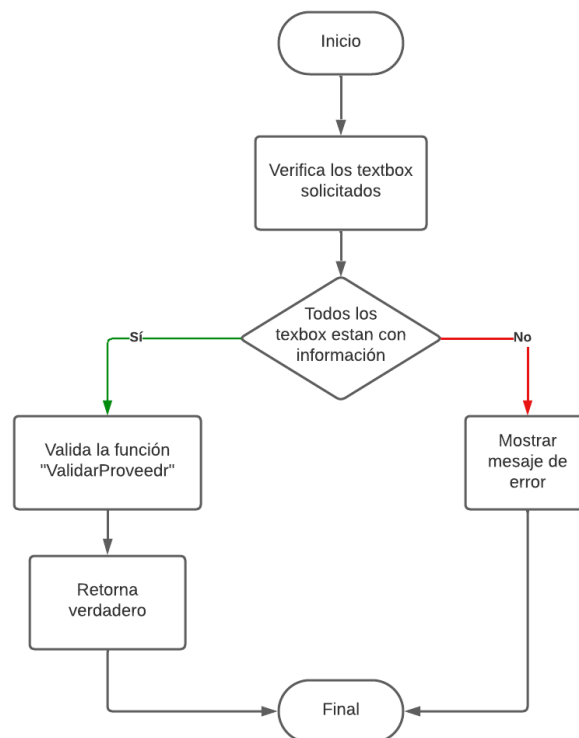 Inicio
Verifica los textbox
solicitados
Todos los
texbox estan con
información
Sí
No
Valida la función
"ValidarProveedr"
Mostrar
mesaje de
error
Retorna
verdadero
Final